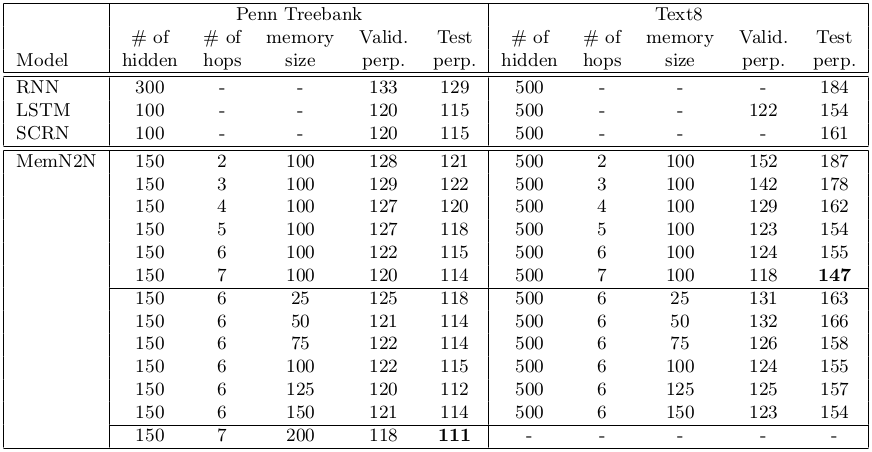 Penn Treebank Text8
# of # of memory Valid. Test # of # of memory Valid. Test
Model hidden hops size perp. perp. hidden hops size perp. perp.
RNN 300 - - 133 129 500 - - - 184
LSTM 100 - - 120 115 500 - - 122 154
SCRN 100 - - 120 115 500 - - - 161
MemN2N 150 2 100 128 121 500 2 100 152 187
150 3 100 129 122 500 3 100 142 178
150 4 100 127 120 500 4 100 129 162
150 5 100 127 118 500 5 100 123 154
150 6 100 122 115 500 6 100 124 155
150 7 100 120 114 500 7 100 118 147
150 6 25 125 118 500 6 25 131 163
150 6 50 121 114 500 6 50 132 166
150 6 75 122 114 500 6 75 126 158
150 6 100 122 115 500 6 100 124 155
150 6 125 120 112 500 6 125 125 157
150 6 150 121 114 500 6 150 123 154
150 7 200 118 111 - - - - -